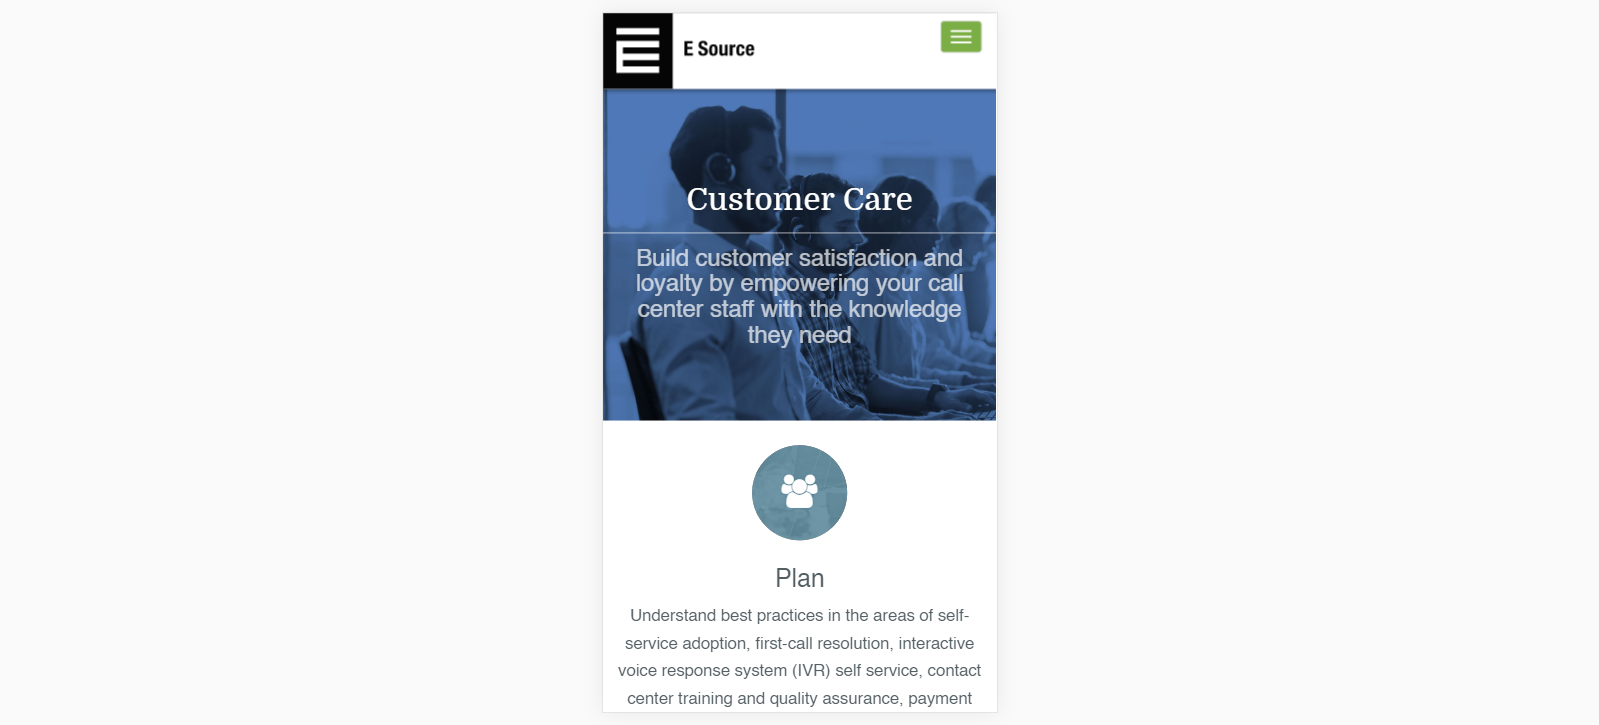 E Source
Customer Care
Build customer satisfaction and
loyalty by empowering your call
center staff with the knowledge
they need
Plan
Understand best practices in the areas of self-
service adoption, first-call resolution, interactive
voice response system (IVR) self service, contact
center training and quality assurance, payment